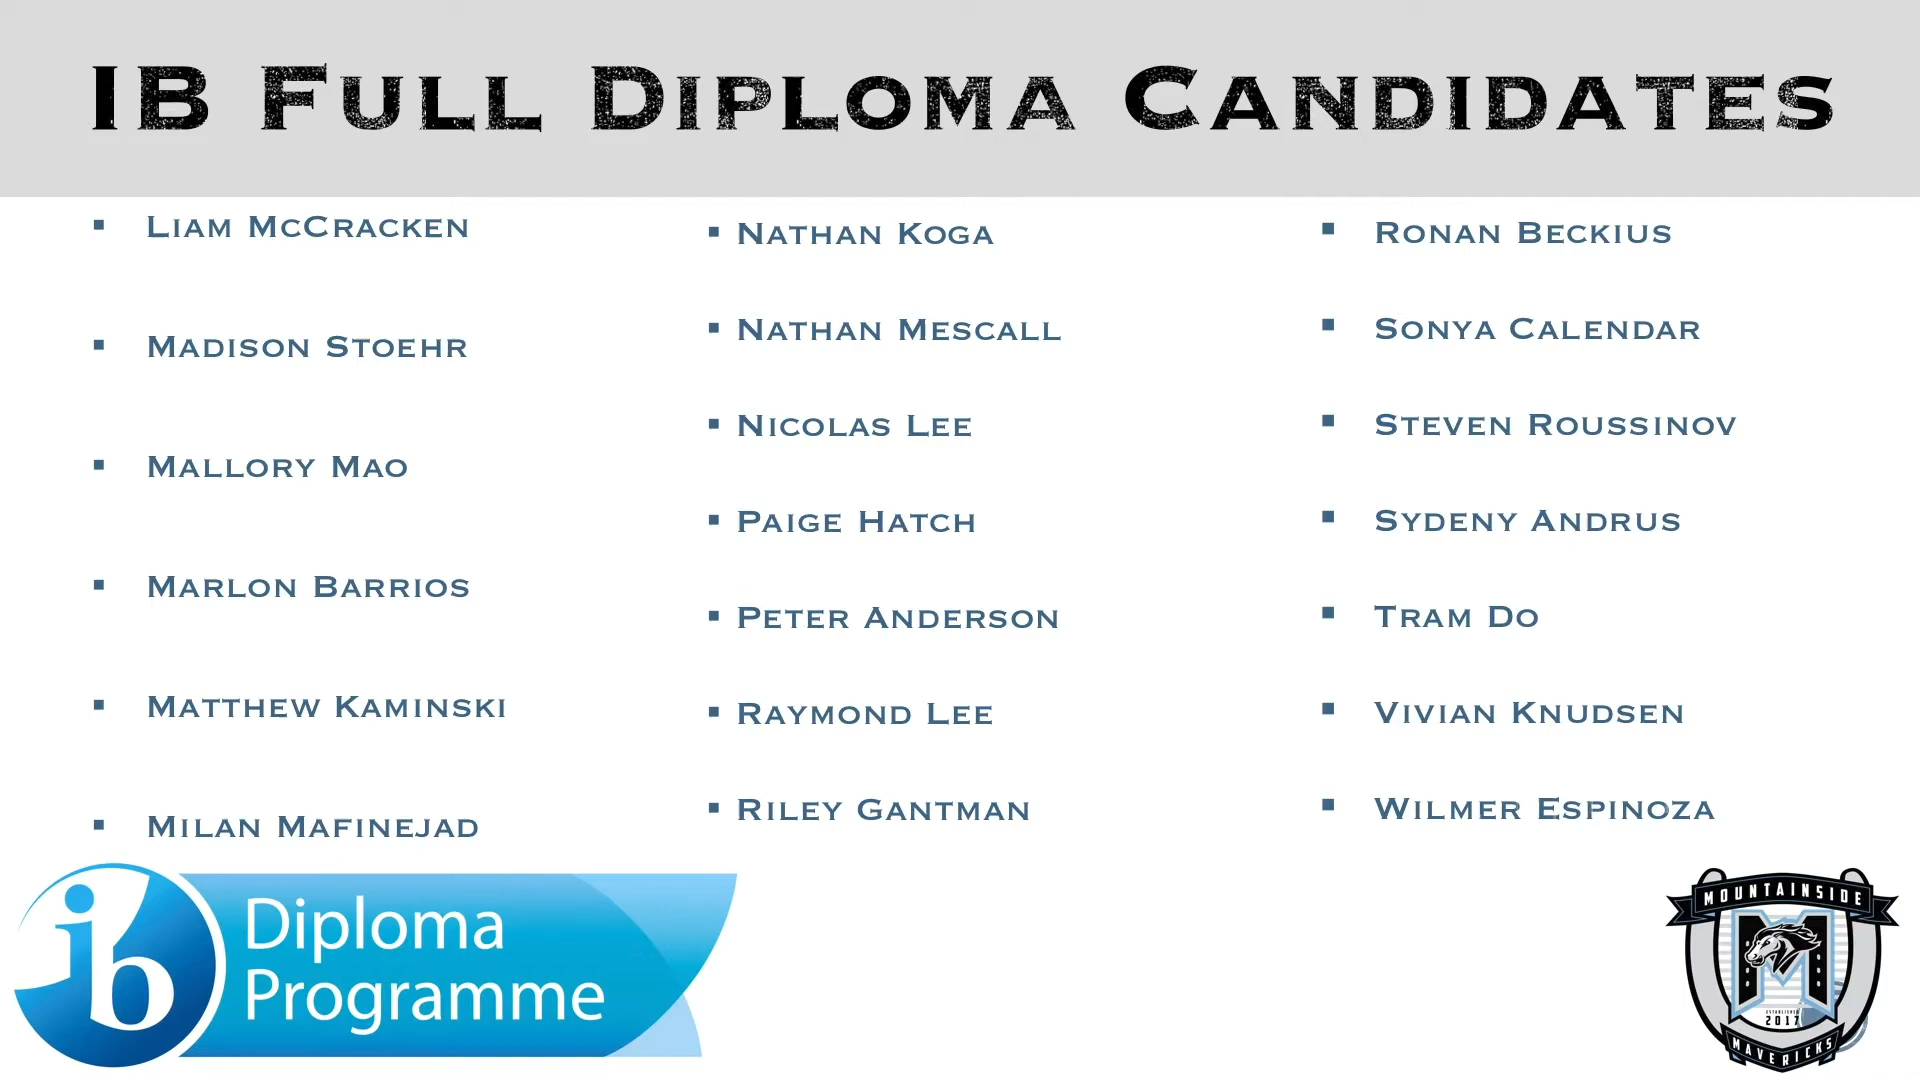 IB Full Diploma Candidates
▪ Liam McCracken
▪ Madison Stoehr
▪ Mallory Mao
▪ Marlon Barrios
▪ Matthew Kaminski
▪ Milan Mafinejad
▪ Nathan Koga
▪ Nathan Mescall
▪ Nicolas Lee
▪ Paige Hatch
▪ Peter Anderson
▪ Raymond Lee
▪ Riley Gantman
▪ Ronan Beckius
▪ Sonya Calendar
▪ Steven Roussinov
▪ Sydeny Andrus
▪ Tram Do
▪ Vivian Knudsen
▪ Wilmer Espinoza
ib
Diploma
Programme
MOUNTAINSIDE
M
ESTABLISHED
2017
MAVERICKS